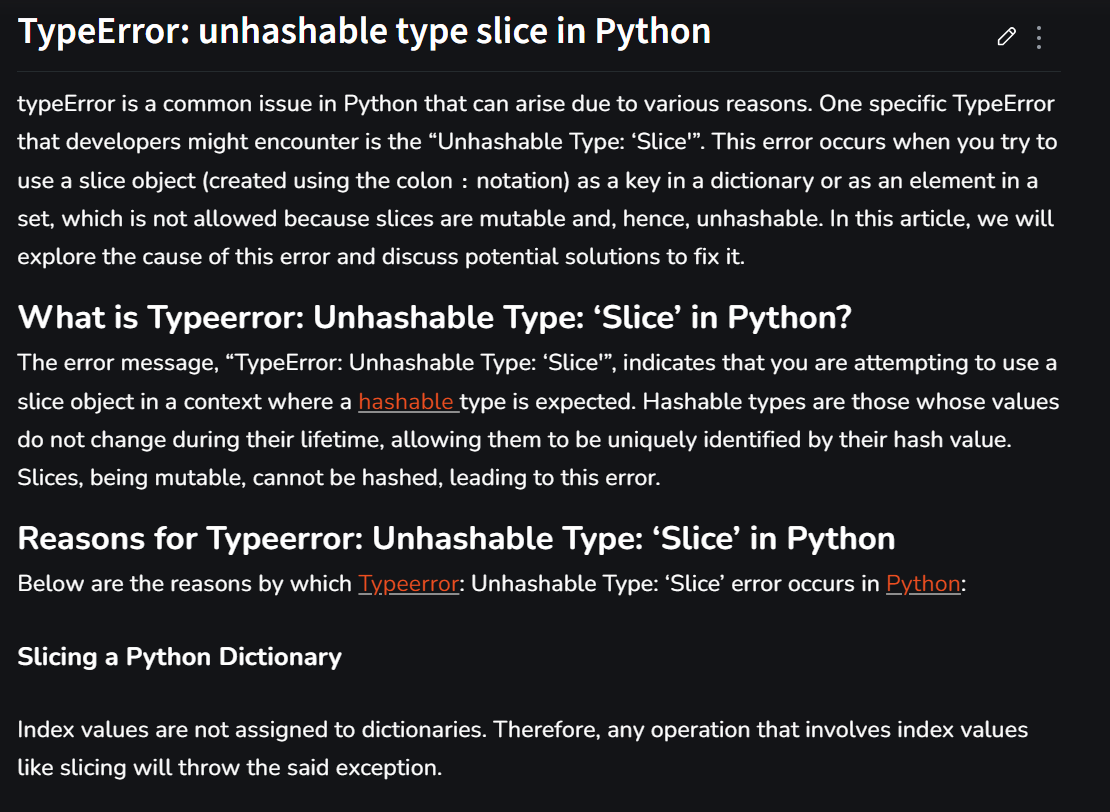 TypeError: unhashable type slice in Python
typeError is a common issue in Python that can arise due to various reasons. One specific TypeError
that developers might encounter is the “Unhashable Type: ‘Slice'”. This error occurs when you try to
use a slice object (created using the colon : notation) as a key in a dictionary or as an element in a
set, which is not allowed because slices are mutable and, hence, unhashable. In this article, we will
explore the cause of this error and discuss potential solutions to fix it.
What is Typeerror: Unhashable Type: ‘Slice’ in Python?
The error message, “TypeError: Unhashable Type: ‘Slice'”, indicates that you are attempting to use a
slice object in a context where a hashable type is expected. Hashable types are those whose values
do not change during their lifetime, allowing them to be uniquely identified by their hash value.
Slices, being mutable, cannot be hashed, leading to this error.
Reasons for Typeerror: Unhashable Type: ‘Slice’ in Python
Below are the reasons by which Typeerror: Unhashable Type: ‘Slice’ error occurs in Python:
Slicing a Python Dictionary
Index values are not assigned to dictionaries. Therefore, any operation that involves index values
like slicing will throw the said exception.